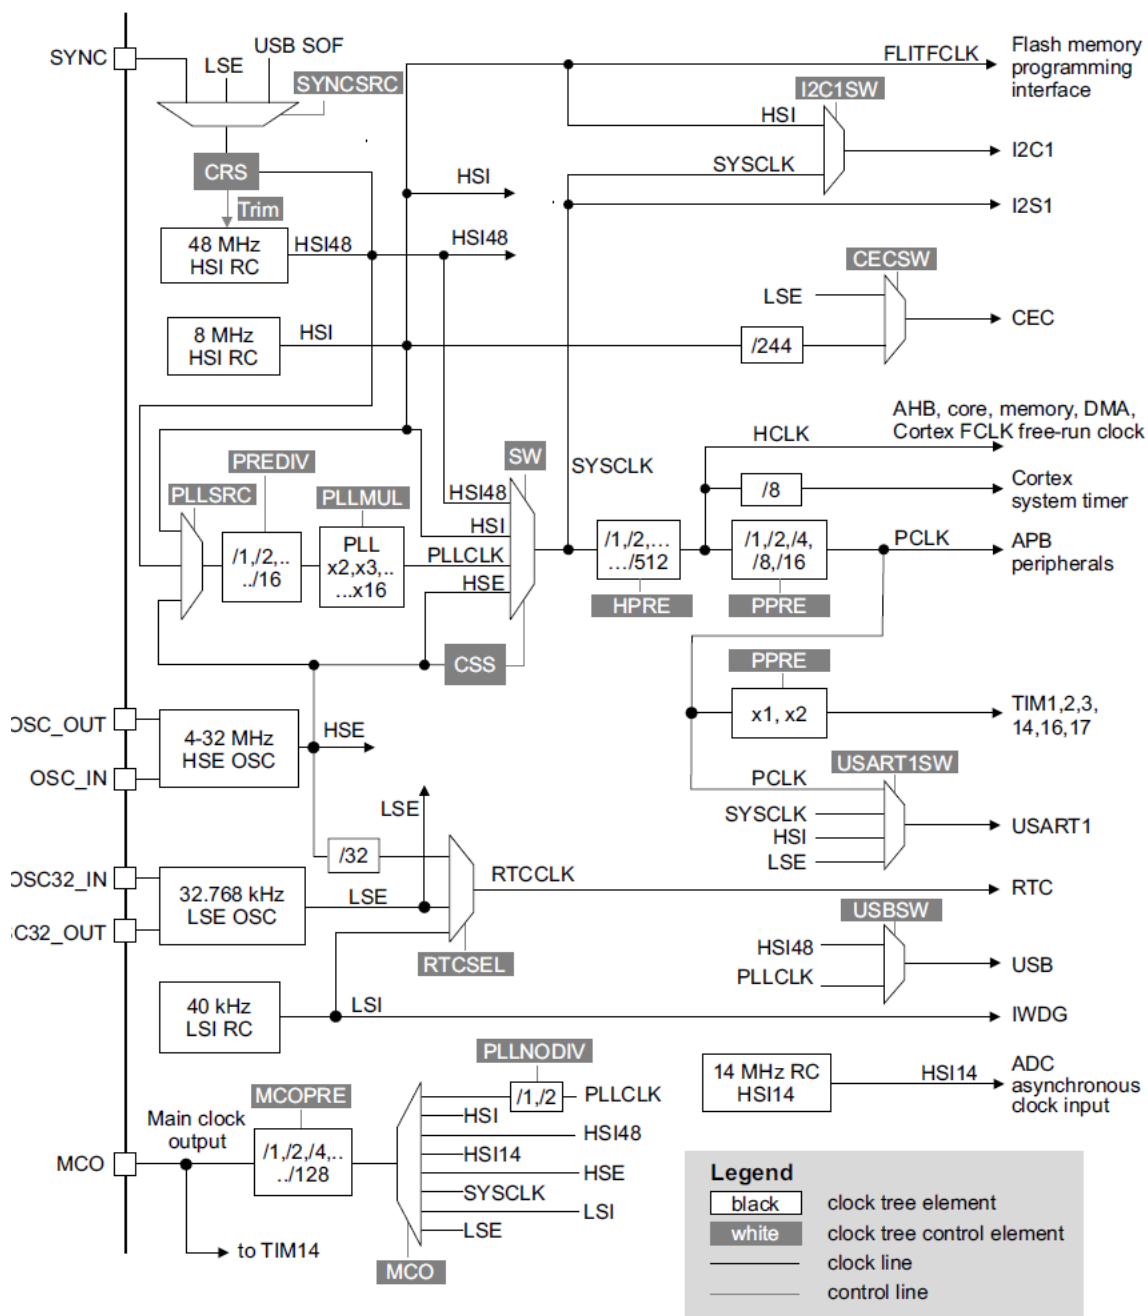 SYNC
USB SOF
LSE
SYNCSRC
CRS
Trim
48 MHz
HSI RC
HSI48
8 MHz
HSI RC
HSI
HSI
HSI48
FLITFCLK
Flash memory
programming
interface
I2C1SW
HSI
SYSCLK
I2C1
I2S1
CECSW
LSE
/244
CEC
AHB, core, memory, DMA,
Cortex FCLK free-run clock
HCLK
/8
Cortex
system timer
PLLSRC
PREDIV
/1,/2,..
../16
PLLMUL
PLL
x2,x3,..
...x16
SW
HSI48
HSI
PLLCLK
HSE
CSS
SYSCLK
/1,/2,...
.../512
HPRE
/1,/2,/4,
/8,/16
PPRE
PCLK
APB
peripherals
PPRE
x1, x2
TIM1,2,3,
14,16,17
OSC_OUT
OSC_IN
4-32 MHz
HSE OSC
HSE
USART1SW
PCLK
SYSCLK
HSI
LSE
USART1
LSE
/32
OSC32_IN
C32_OUT
32.768 kHz
LSE OSC
LSE
RTCCLK
RTC
RTCSEL
USBSW
HSI48
PLLCLK
USB
40 kHz
LSI RC
LSI
IWDG
14 MHz RC
HSI14
HSI14
ADC
asynchronous
clock input
PLLNODIV
/1,/2
PLLCLK
HSI
HSI48
HSI14
HSE
SYSCLK
LSI
LSE
MCO
MCOPRE
/1,/2,/4,..
../128
Main clock
output
MCO
to TIM14
Legend
black
clock tree element
white
clock tree control element
clock line
control line